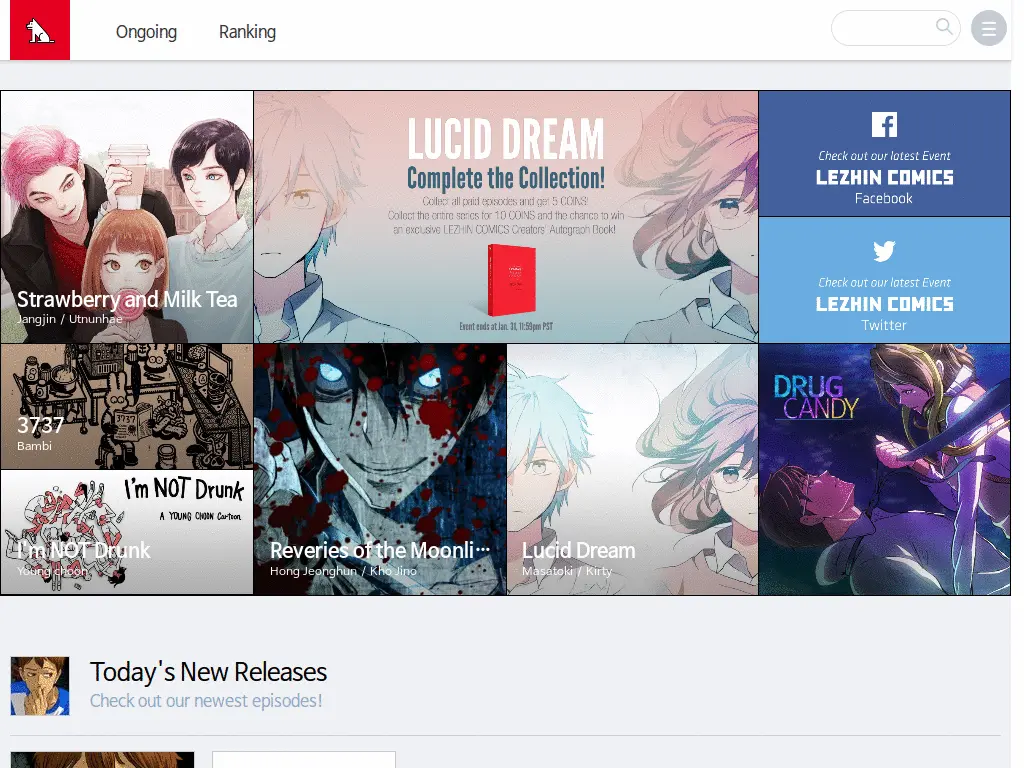 Ongoing
Ranking
Strawberry and Milk Tea
Jangjin / Utnunhae
LUCID DREAM
Complete the Collection!
Collect all paid episodes and get 5 COINS!
Collect the entire series for 10 COINS and the chance to win
an exclusive LEZHIN COMICS Creators' Autograph Book!
Event ends at Jan. 31, 11:59pm PST
Check out our latest Event
LEZHIN COMICS
Facebook
Check out our latest Event
LEZHIN COMICS
Twitter
3737
3737
Bambi
I'm NOT Drunk
A YOUNG CHOON Cartoon.
I'm NOT Drunk
Young choon
Reveries of the Moonli…
Hong Jeonghun / Kho Jino
Lucid Dream
Masatoki / Kirty
DRUG
CANDY
Today's New Releases
Check out our newest episodes!